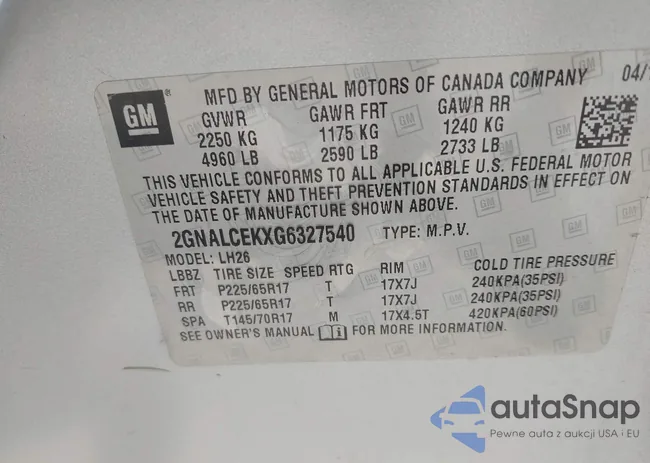 GM
MFD BY GENERAL MOTORS OF CANADA COMPANY 04/1
GVWR GAWR FRT GAWR RR
2250 KG 1175 KG 1240 KG
4960 LB 2590 LB 2733 LB
THIS VEHICLE CONFORMS TO ALL APPLICABLE U.S. FEDERAL MOTOR
VEHICLE SAFETY AND THEFT PREVENTION STANDARDS IN EFFECT ON
THE DATE OF MANUFACTURE SHOWN ABOVE.
2GNALCEKXG6327540 TYPE: M.P.V.
MODEL: LH26
LBBZ TIRE SIZE SPEED RTG RIM COLD TIRE PRESSURE
FRT P225/65R17 T 17X7J 240KPA(35PSI)
RR P225/65R17 T 17X7J 240KPA(35PSI)
SPA T145/70R17 M 17X4.5T 420KPA(60PSI)
SEE OWNER'S MANUAL FOR MORE INFORMATION
autaSnap
Pewne auta z aukcji USA i EU